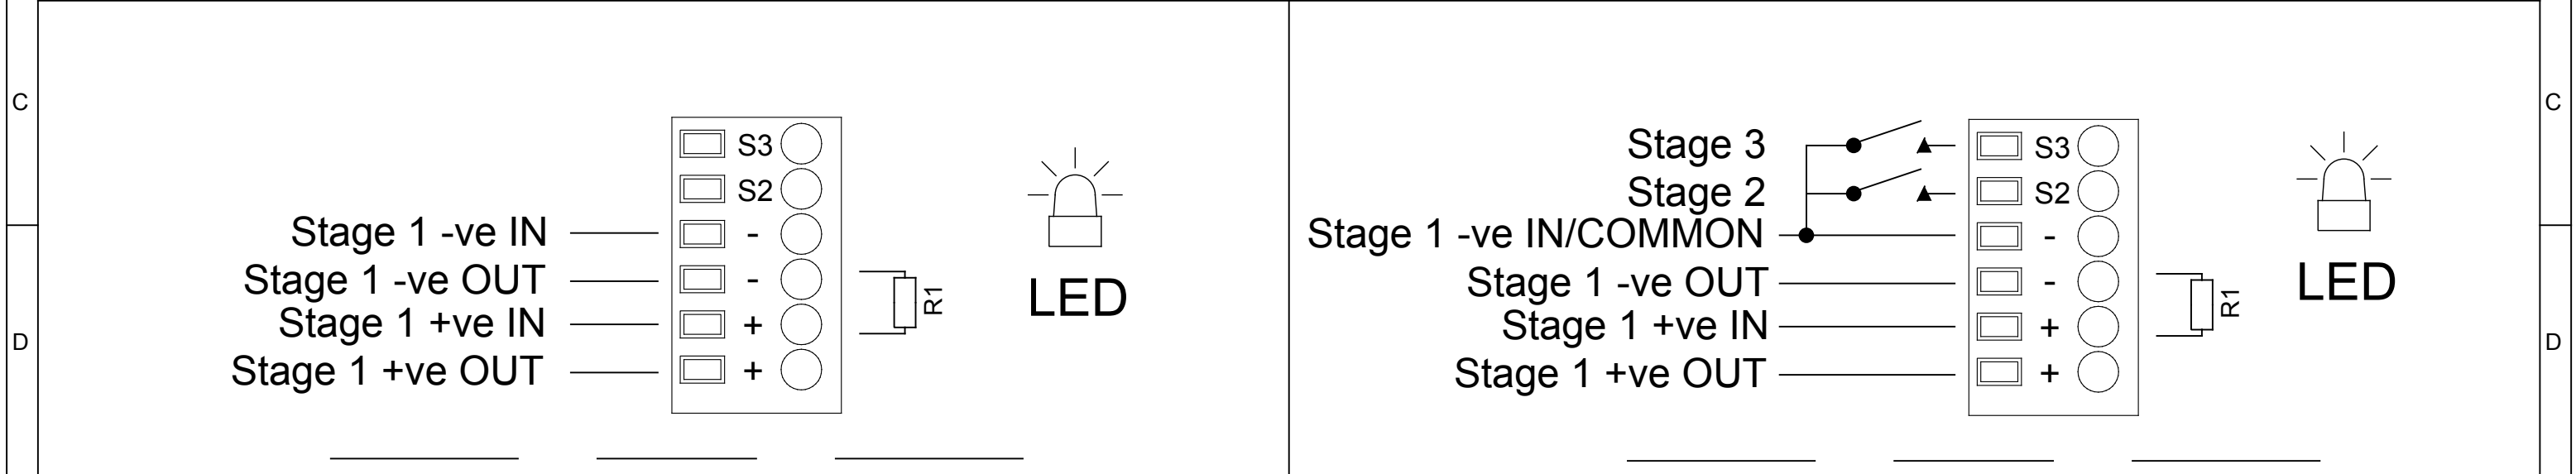 C
S3
S2
Stage 1 -ve IN -
Stage 1 -ve OUT -
Stage 1 +ve IN +
Stage 1 +ve OUT +
R1
LED
D
Stage 3 S3
Stage 2 S2
Stage 1 -ve IN/COMMON -
Stage 1 -ve OUT -
Stage 1 +ve IN +
Stage 1 +ve OUT +
R1
LED
C
D